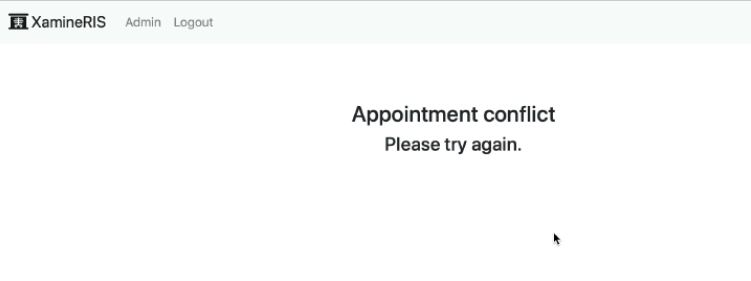 XamineRIS Admin Logout
Appointment conflict
Please try again.